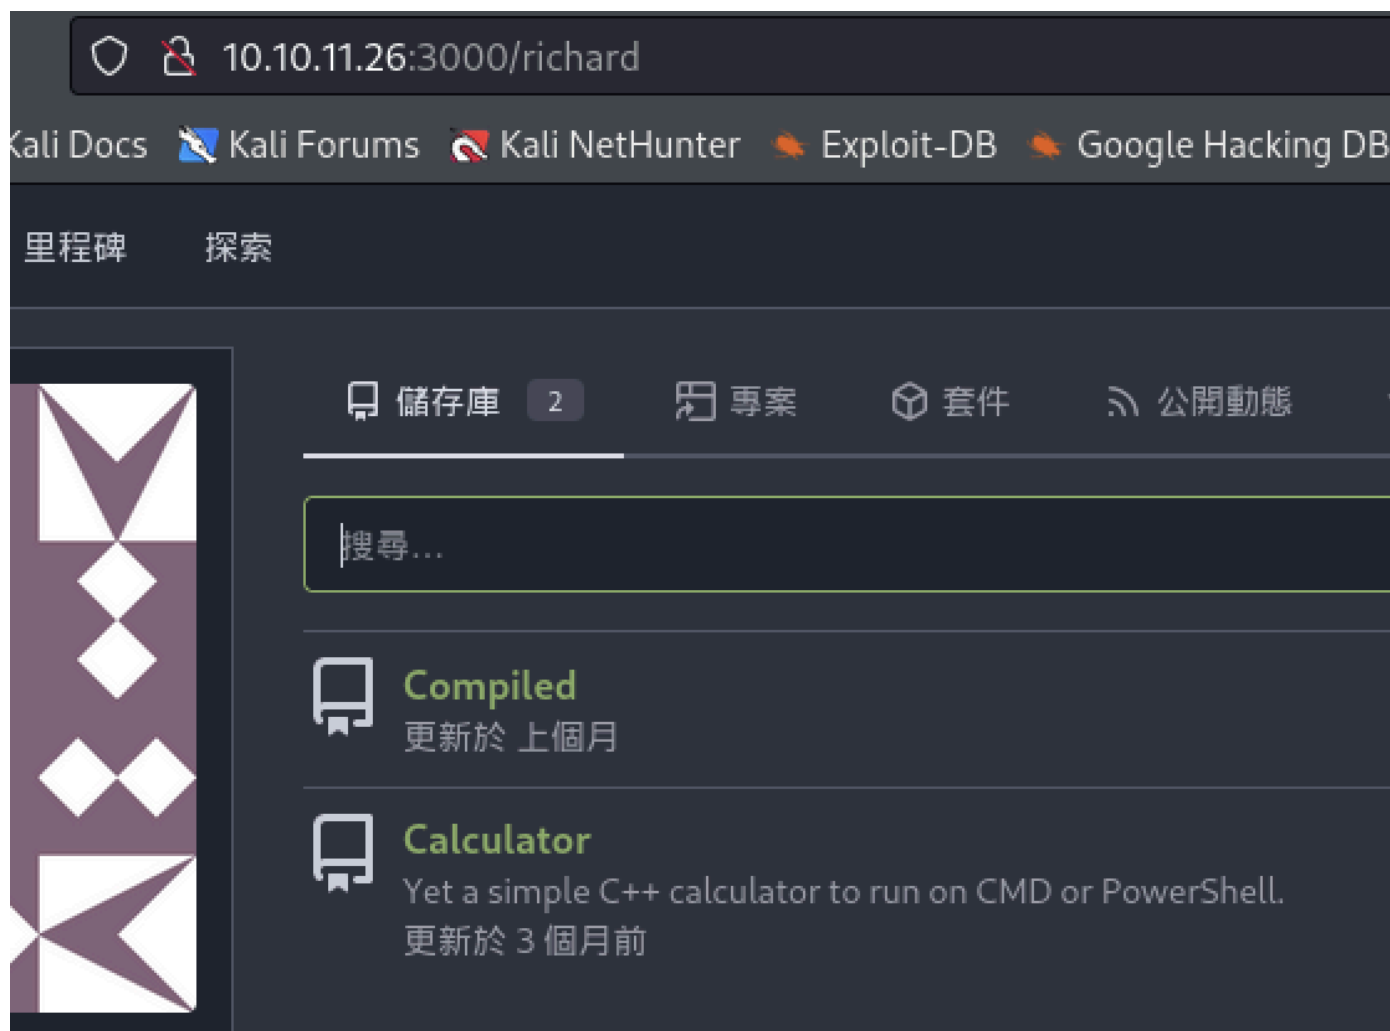 10.10.11.26:3000/richard
Kali Docs Kali Forums Kali NetHunter Exploit-DB Google Hacking DB
里程碑 探索
儲存庫 2 專案 套件 公開動態
搜尋...
Compiled
更新於 上個月
Calculator
Yet a simple C++ calculator to run on CMD or PowerShell.
更新於 3 個月前